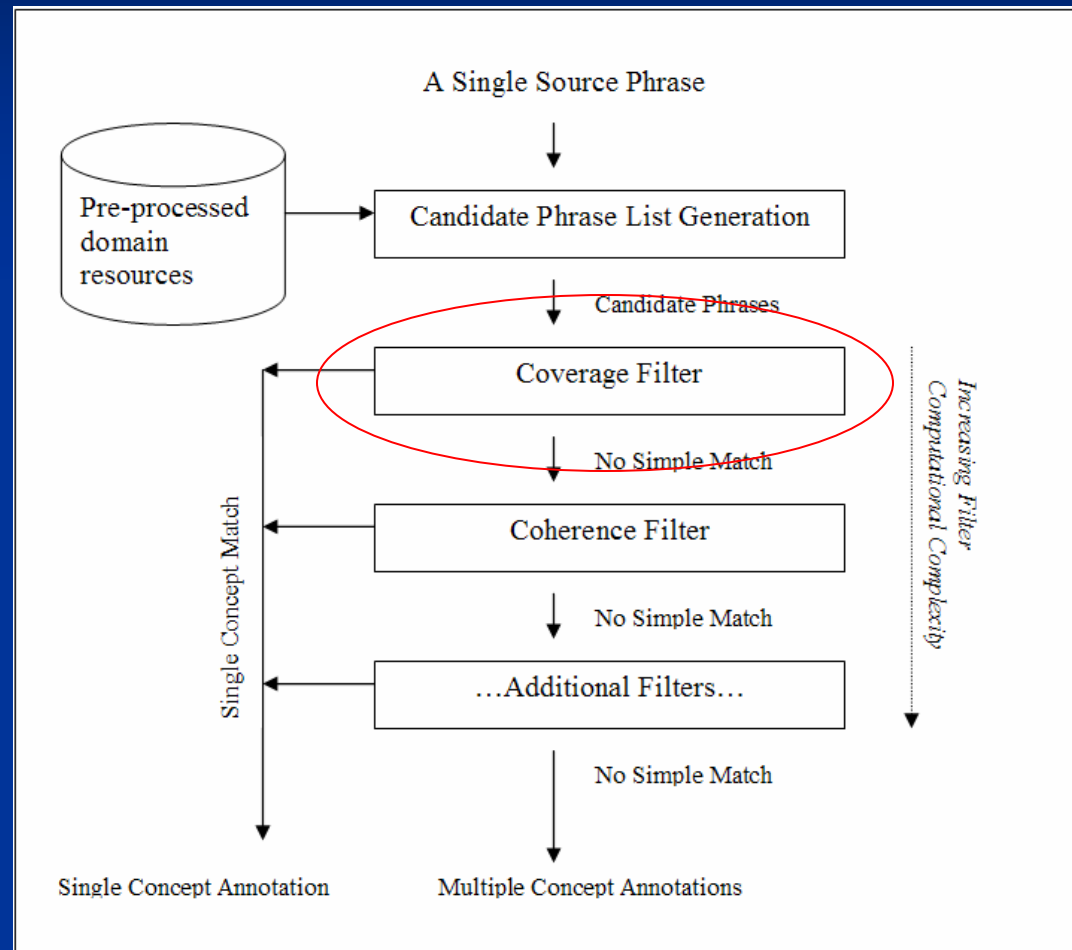 A Single Source Phrase
Pre-processed
domain
resources
Candidate Phrase List Generation
Candidate Phrases
Coverage Filter
No Simple Match
Coherence Filter
No Simple Match
…Additional Filters…
No Simple Match
Single Concept Match
Increasing Filter
Computational Complexity
Single Concept Annotation
Multiple Concept Annotations